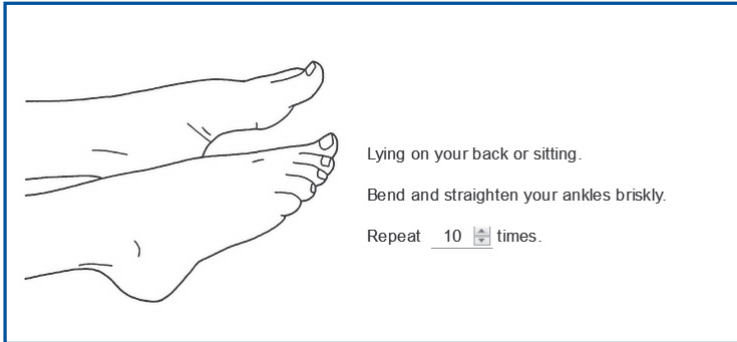 Lying on your back or sitting.
Bend and straighten your ankles briskly.
Repeat 10 times.